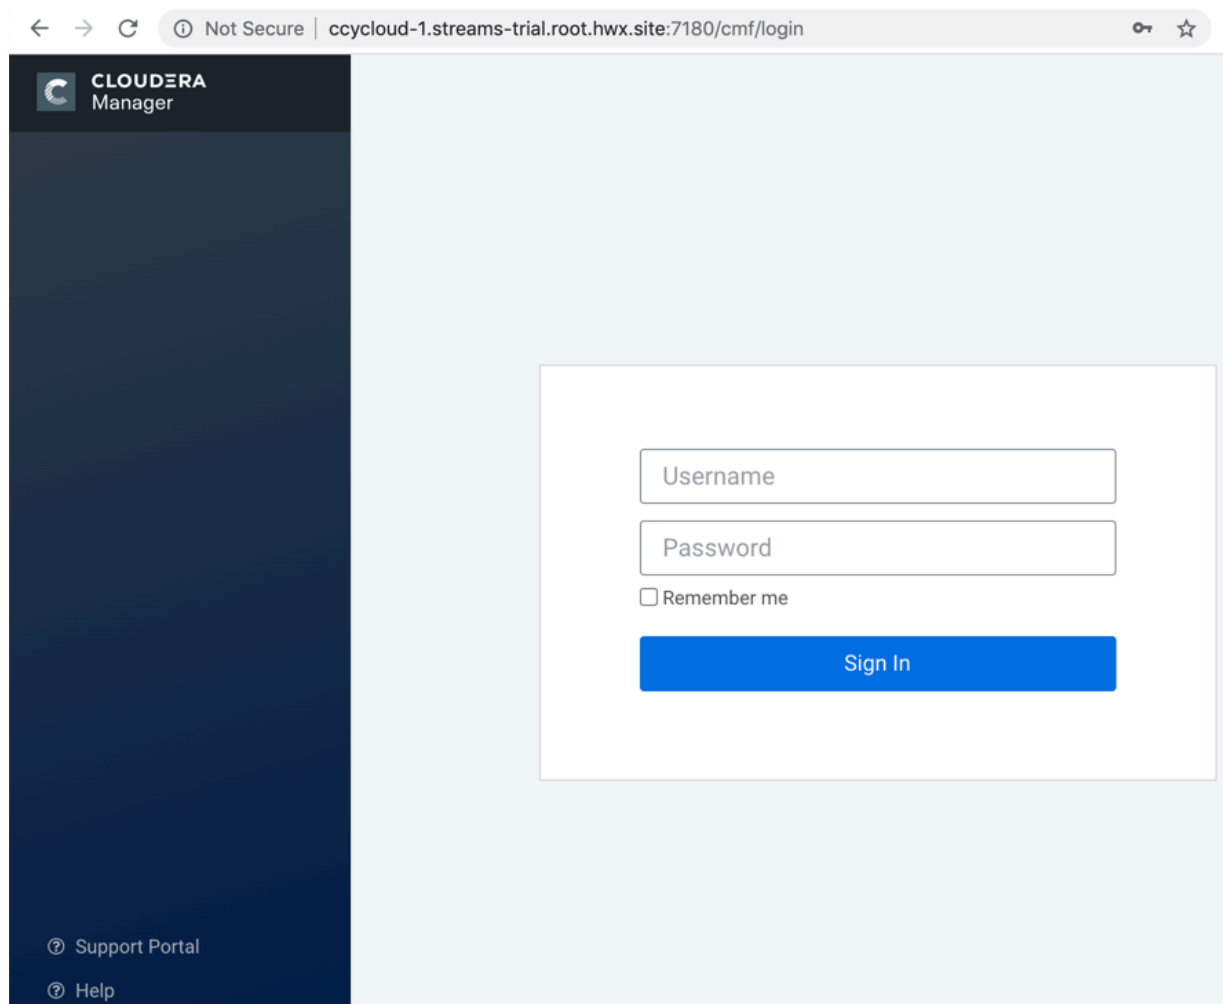 Not Secure | ccycloud-1.streams-trial.root.hwx.site:7180/cmf/login
CLOUDERA
Manager
Username
Password
Remember me
Sign In
Support Portal
Help